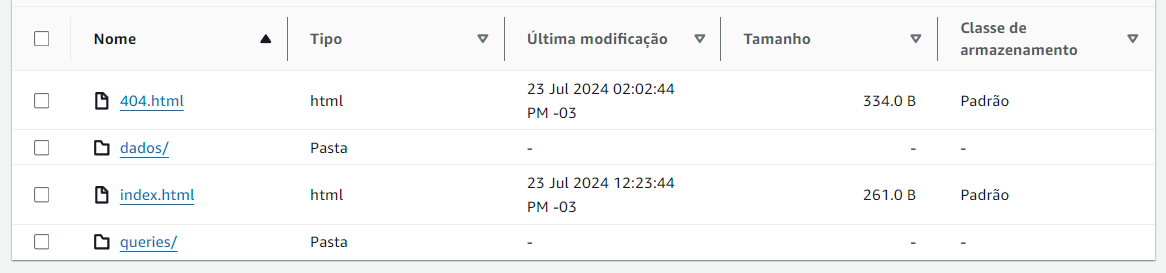 Nome Tipo Última modificação Tamanho Classe de armazenamento
404.html html 23 Jul 2024 02:02:44 PM -03 334.0 B Padrão
dados/ Pasta - - -
index.html html 23 Jul 2024 12:23:44 PM -03 261.0 B Padrão
queries/ Pasta - - -